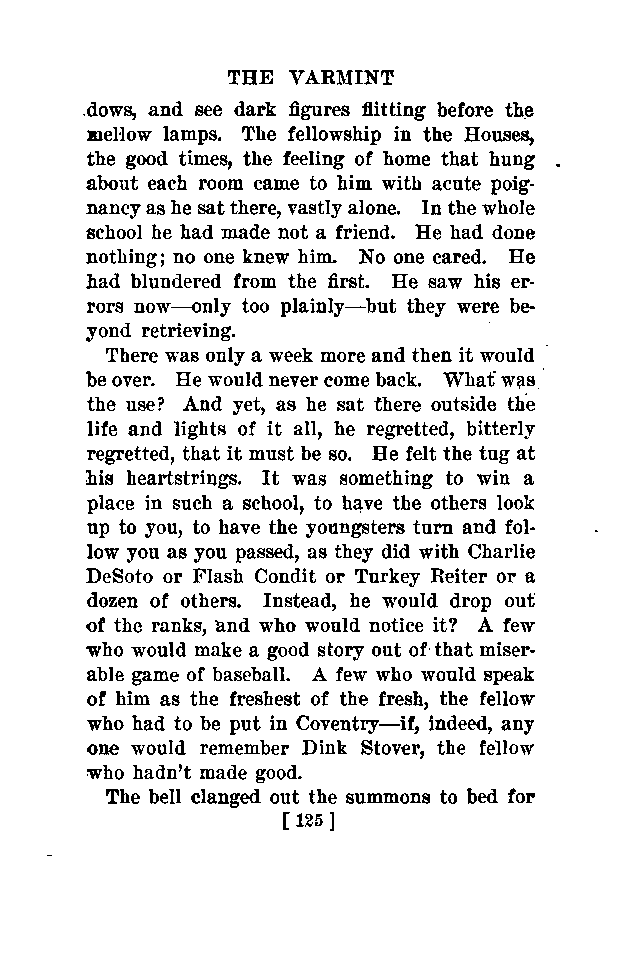 THE VARMINT
dows, and see dark figures flitting before the
mellow lamps. The fellowship in the Houses,
the good times, the feeling of home that hung
about each room came to him with acute poig-
nancy as he sat there, vastly alone. In the whole
school he had made not a friend. He had done
nothing; no one knew him. No one cared. He
had blundered from the first. He saw his er-
rors now—only too plainly—but they were be-
yond retrieving.
There was only a week more and then it would
be over. He would never come back. What was
the use? And yet, as he sat there outside the
life and lights of it all, he regretted, bitterly
regretted, that it must be so. He felt the tug at
his heartstrings. It was something to win a
place in such a school, to have the others look
up to you, to have the youngsters turn and fol-
low you as you passed, as they did with Charlie
DeSoto or Flash Condit or Turkey Reiter or a
dozen of others. Instead, he would drop out
of the ranks, and who would notice it? A few
who would make a good story out of that miser-
able game of baseball. A few who would speak
of him as the freshest of the fresh, the fellow
who had to be put in Coventry—if, indeed, any
one would remember Dink Stover, the fellow
who hadn't made good.
The bell clanged out the summons to bed for
[ 125 ]